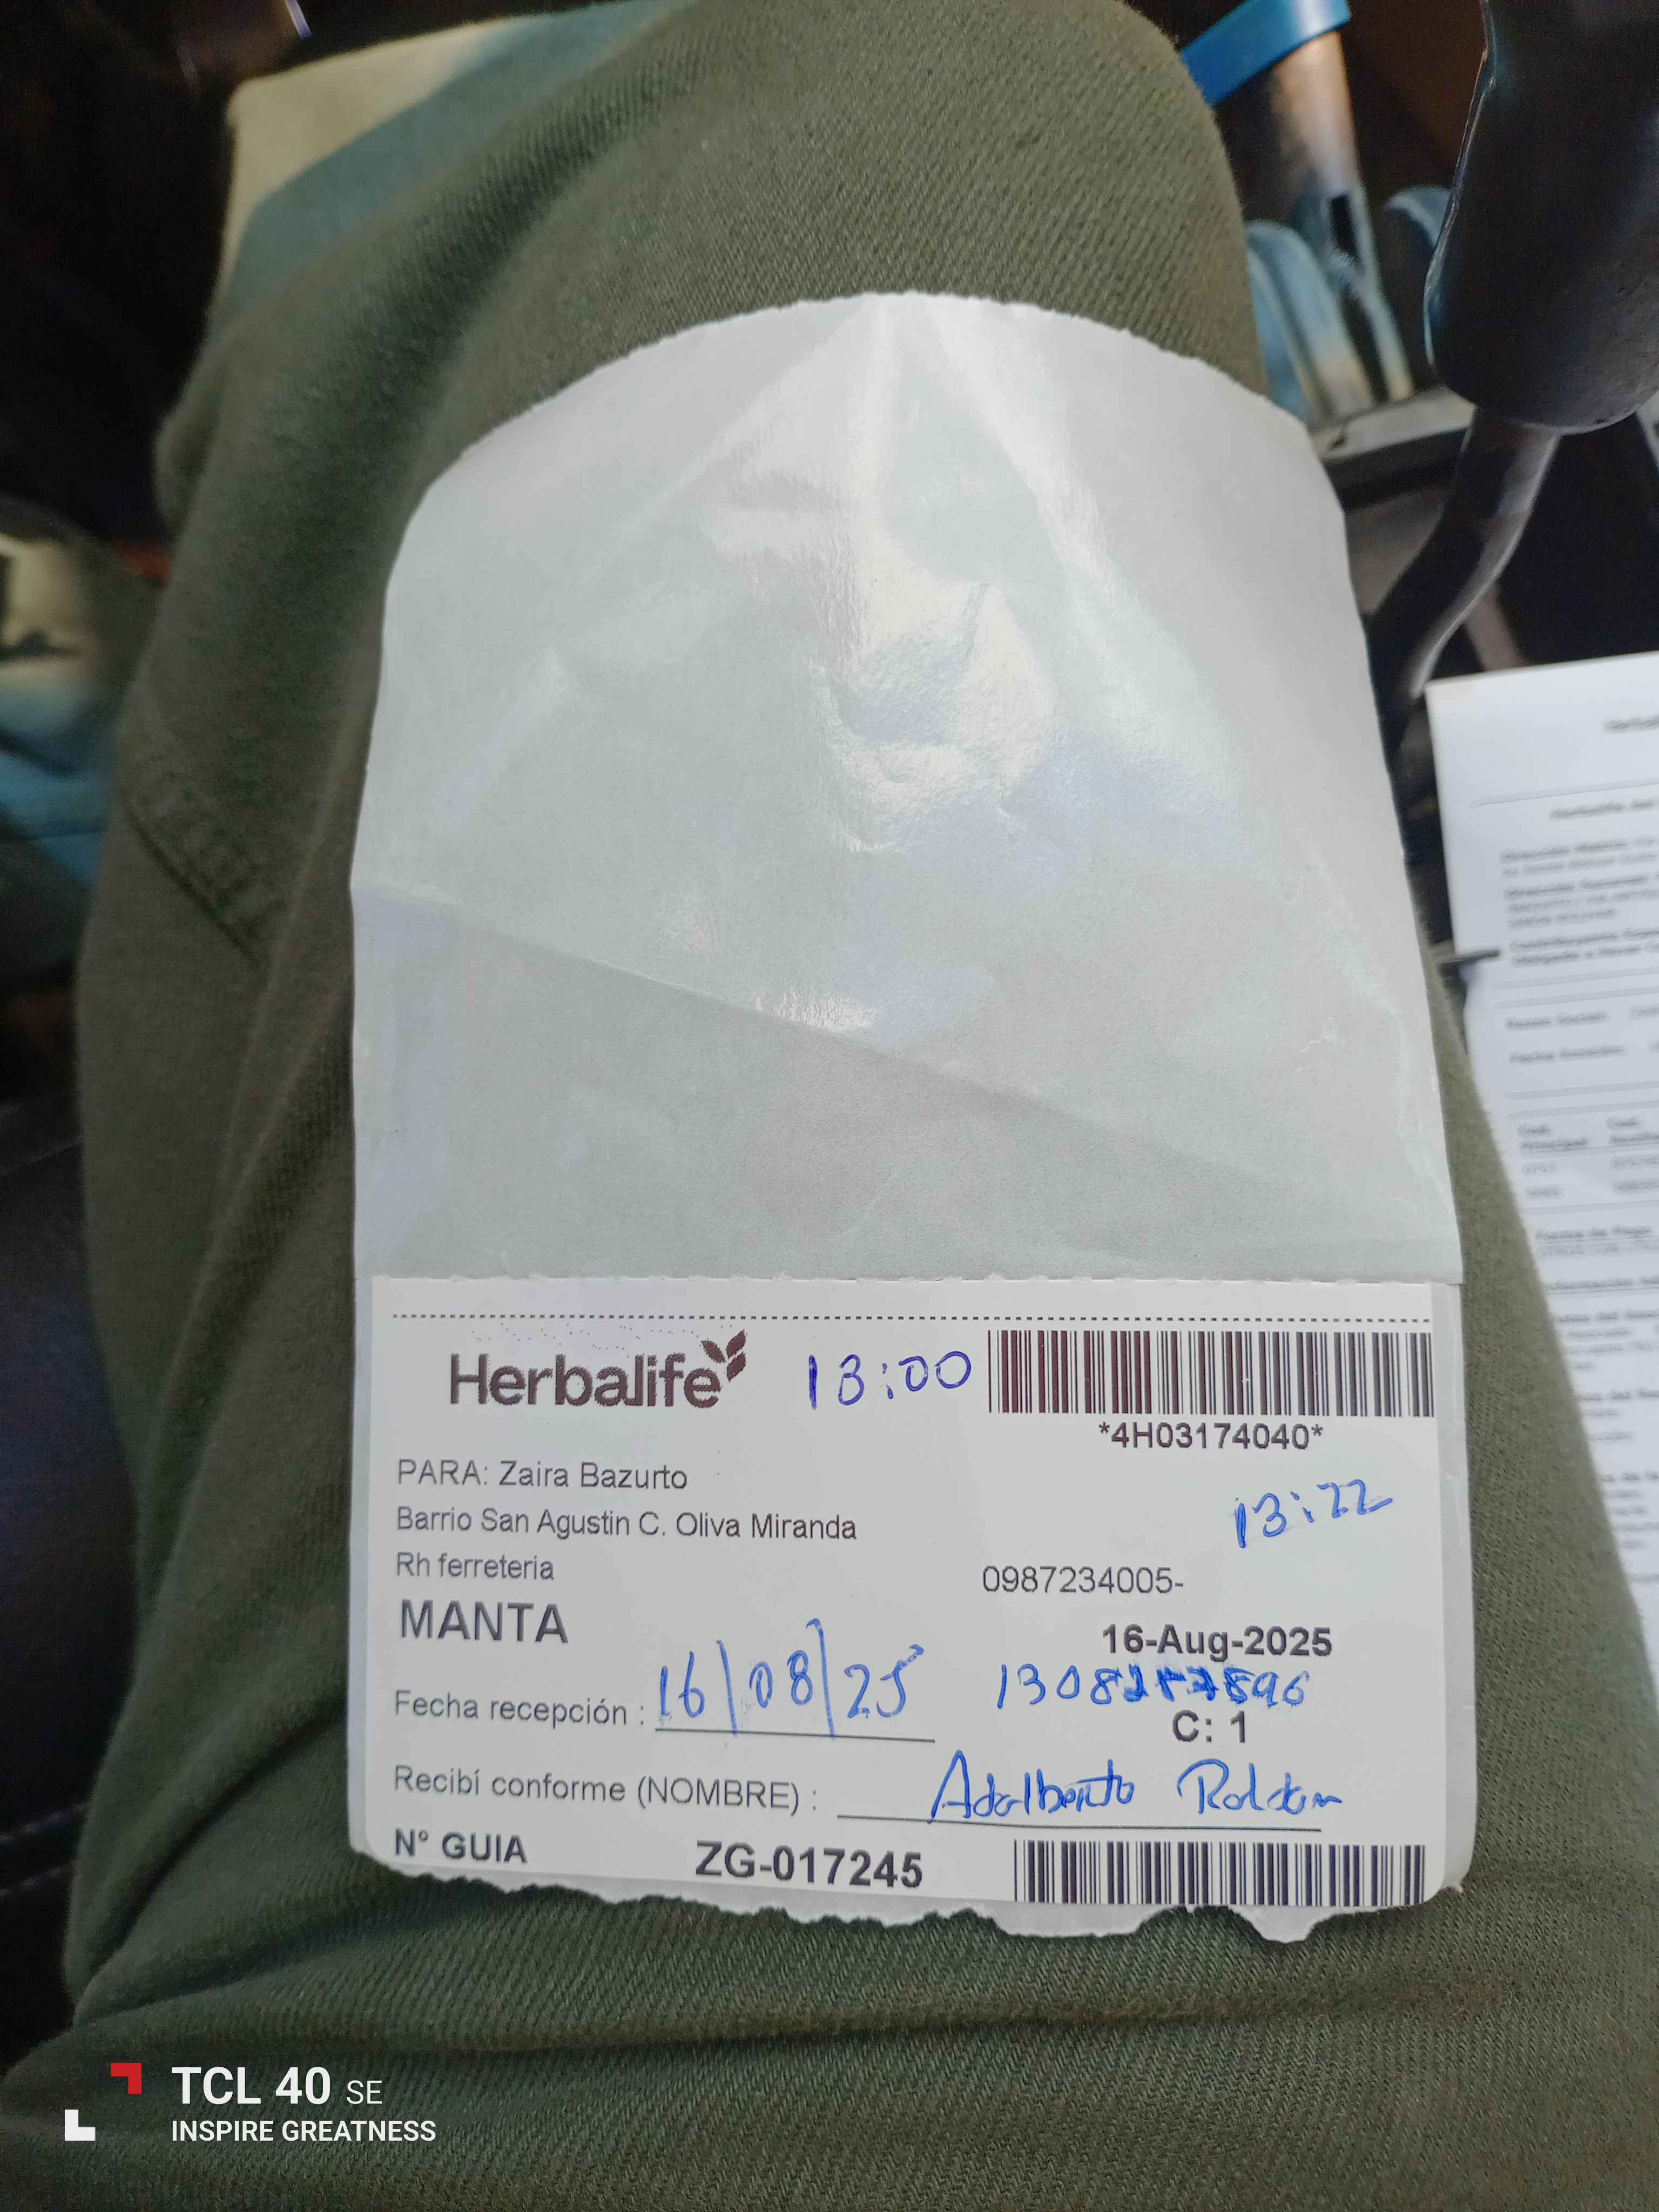 Herbalife 13:00
*4H03174040*
PARA: Zaira Bazurto
13:22
Barrio San Agustin C. Oliva Miranda
Rh ferreteria
0987234005-
MANTA
16-Aug-2025
Fecha recepción : 16/08/25
C: 1
Recibí conforme (NOMBRE) : Adalberto Roldan
N° GUIA ZG-017245
TCL 40 SE
INSPIRE GREATNESS